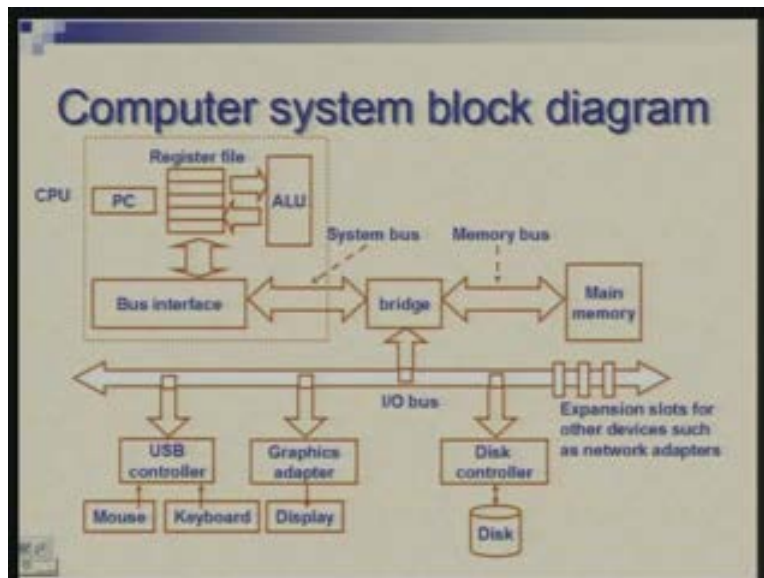 Computer system block diagram
Register file
CPU
PC
ALU
System bus
Memory bus
Bus interface
bridge
Main
memory
I/O bus
Expansion slots for
other devices such
as network adapters
USB
controller
Graphics
adapter
Disk
controller
Mouse
Keyboard
Display
Disk